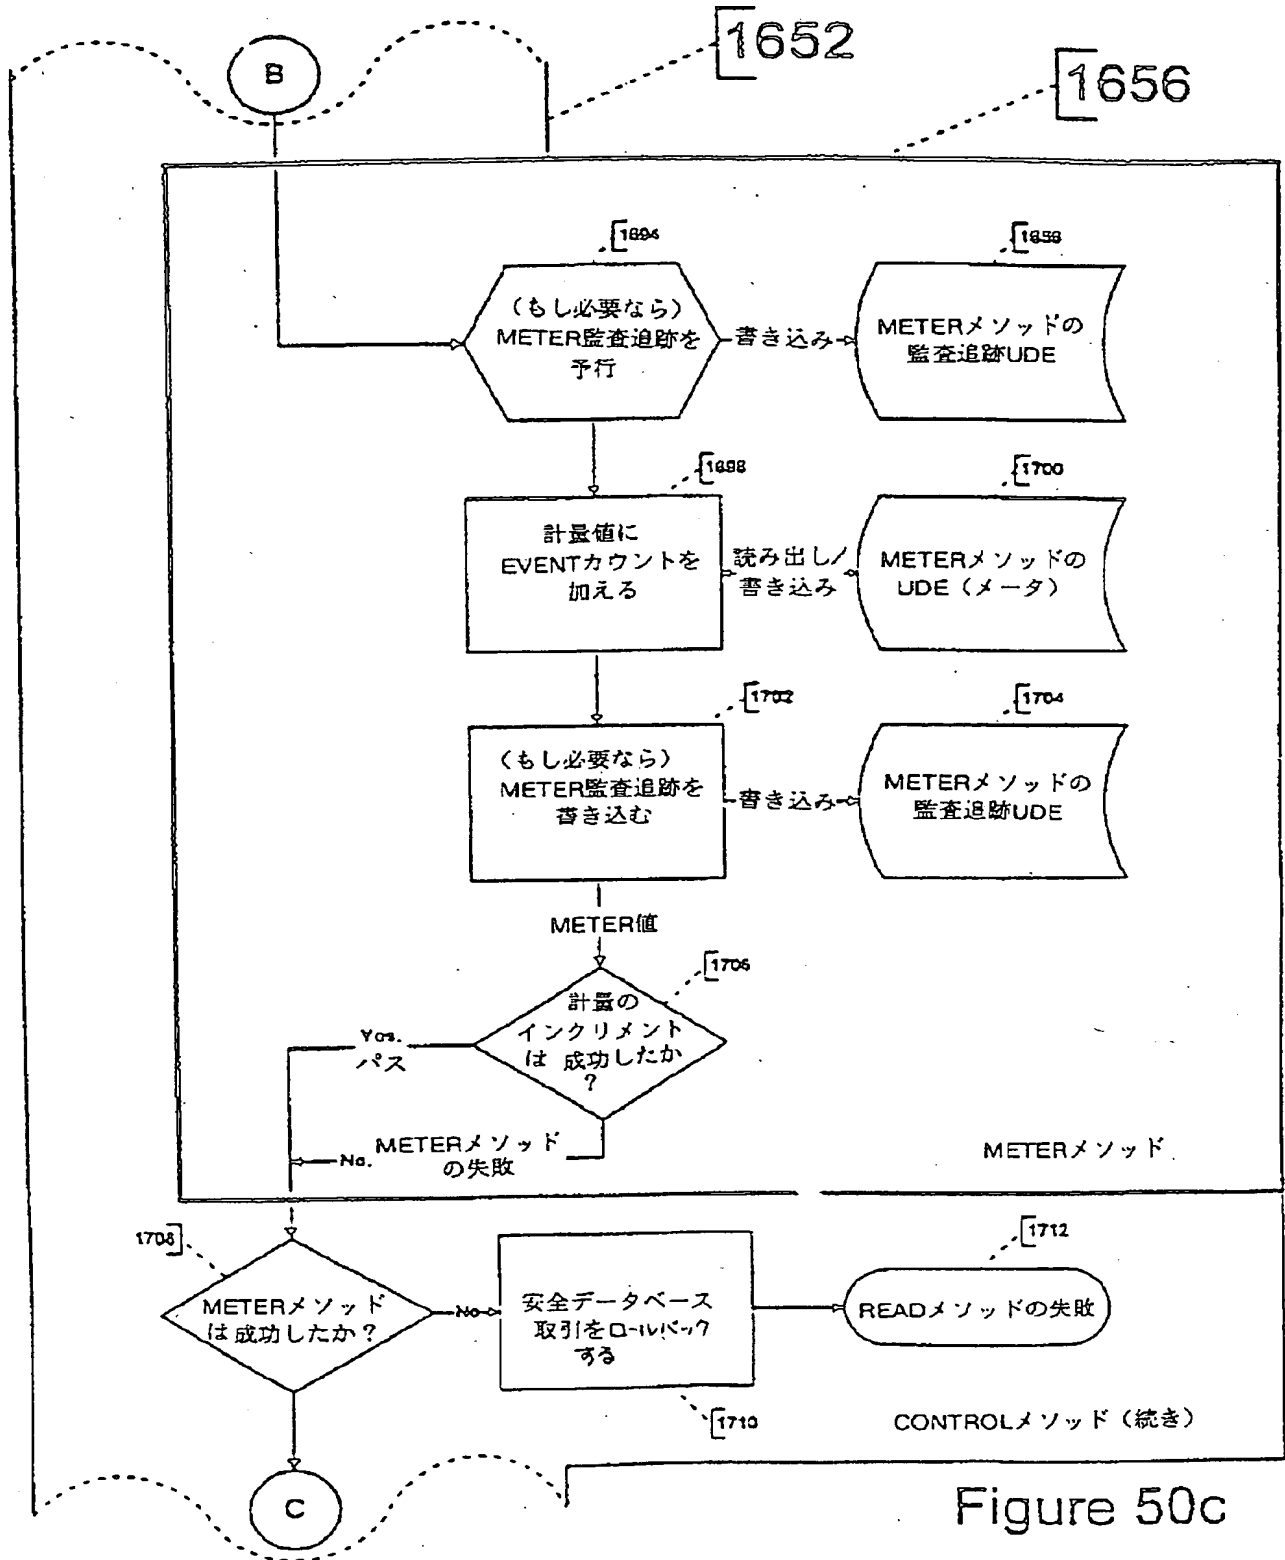 1652
1656
B
1694
(もし必要なら)
METER監査追跡を
予行
書き込み
METERメソッドの
監査追跡UDE
1698
計量値に
EVENTカウントを
加える
読み出し/
書き込み
1700
METERメソッドの
UDE(メータ)
1702
(もし必要なら)
METER監査追跡を
書き込む
書き込み
1704
METERメソッドの
監査追跡UDE
METER値
1706
計量の
インクリメント
は 成功したか
?
Yes.
パス
No.
METERメソッド
の失敗
METERメソッド
1708
METERメソッド
は成功したか?
No
安全データベース
取引をロールバック
する
1710
1712
READメソッドの失敗
CONTROLメソッド(続き)
C
Figure 50c